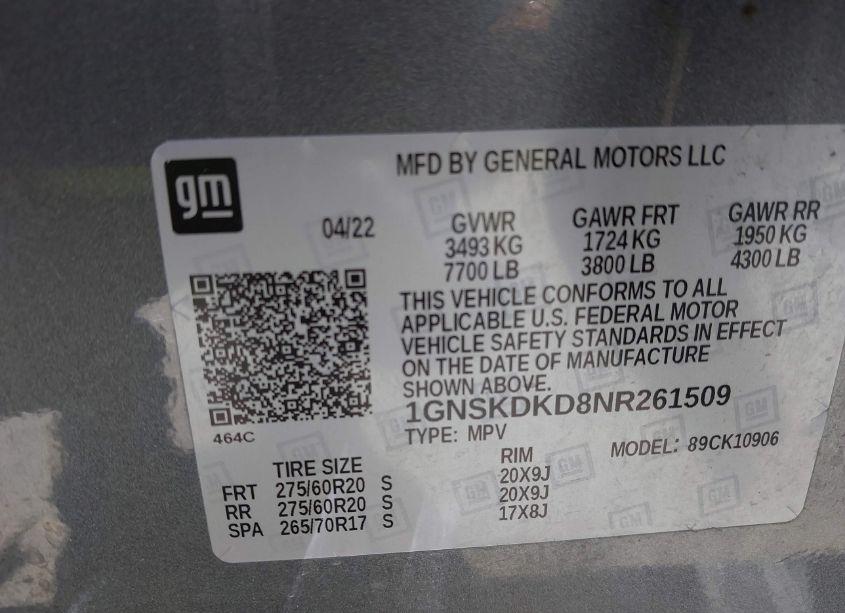 gm
MFD BY GENERAL MOTORS LLC
04/22
GVWR GAWR FRT GAWR RR
3493 KG 1724 KG 1950 KG
7700 LB 3800 LB 4300 LB
THIS VEHICLE CONFORMS TO ALL
APPLICABLE U.S. FEDERAL MOTOR
VEHICLE SAFETY STANDARDS IN EFFECT
ON THE DATE OF MANUFACTURE
SHOWN ABOVE.
1GNSKDKD8NR261509
464C
TYPE: MPV MODEL: 89CK10906
TIRE SIZE RIM
FRT 275/60R20 S 20X9J
RR 275/60R20 S 20X9J
SPA 265/70R17 S 17X8J